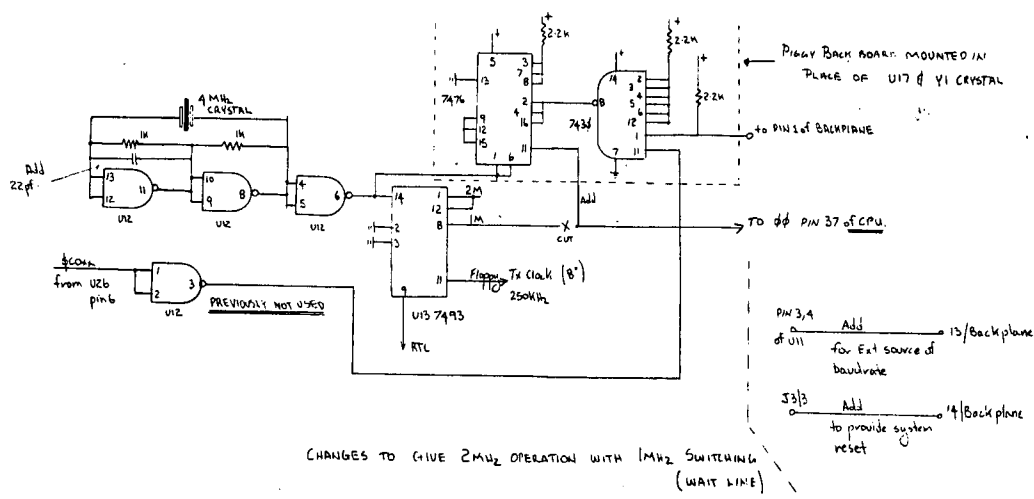 +
2.2K
+
5
3
7
8
13
7476
2
4
16
9
12
15
11
1
6
+
14
8
7430
2
3
4
5
6
12
1
11
7
+
2.2K
+
2.2K
PIGGY BACK BOARD MOUNTED IN
PLACE OF U17 & Y1 CRYSTAL
to PIN 1 of BACKPLANE
4MHz
CRYSTAL
1K
1K
Add
22pf
13
12
11
U12
10
9
8
U12
4
5
6
U12
14
1
2M
12
8
1M
2
3
11
9
Add
X
CUT
TO ϕϕ PIN 37 of CPU.
Floppy Tx Clock (8")
250KHz
U13 7493
RTL
from U2b
pin 6
1
2
3
U12
PREVIOUSLY NOT USED
PIN 3,4
of U11
Add
13/Backplane
for Ext source of
baudrate
J3/3
Add
14/Backplane
to provide system
reset
CHANGES TO GIVE 2MHz OPERATION WITH 1MHz SWITCHING
(WAIT LINE)